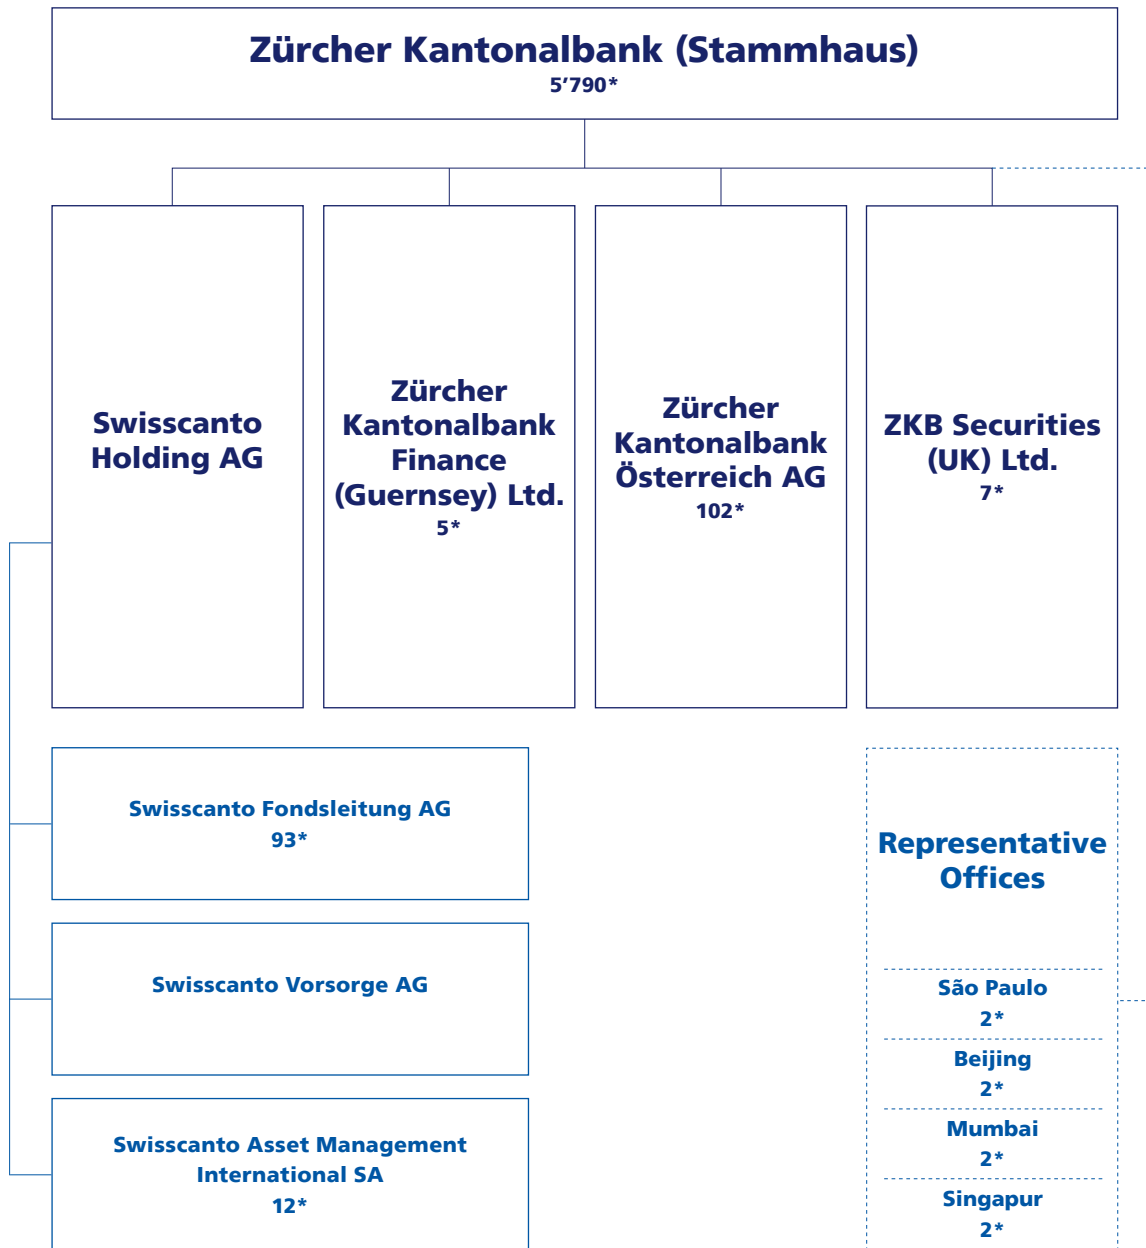 Zürcher Kantonalbank (Stammhaus)
5’790*
Swisscanto
Holding AG
Zürcher
Kantonalbank
Finance
(Guernsey) Ltd.
5*
Zürcher
Kantonalbank
Österreich AG
102*
ZKB Securities
(UK) Ltd.
7*
Swisscanto Fondsleitung AG
93*
Swisscanto Vorsorge AG
Swisscanto Asset Management
International SA
12*
Representative
Offices
São Paulo
2*
Beijing
2*
Mumbai
2*
Singapur
2*